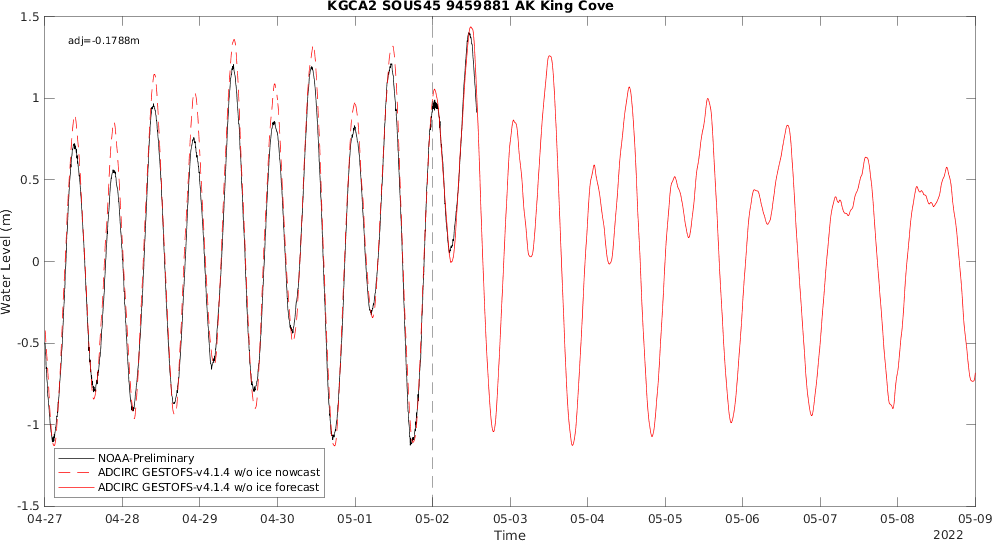 KGCA2 SOUS45 9459881 AK King Cove
adj=-0.1788m
Water Level (m)
1.5
1
0.5
0
-0.5
-1
-1.5
NOAA-Preliminary
ADCIRC GESTOFS-v4.1.4 w/o ice nowcast
ADCIRC GESTOFS-v4.1.4 w/o ice forecast
04-27 04-28 04-29 04-30 05-01 05-02 05-03 05-04 05-05 05-06 05-07 05-08 05-09
Time
2022